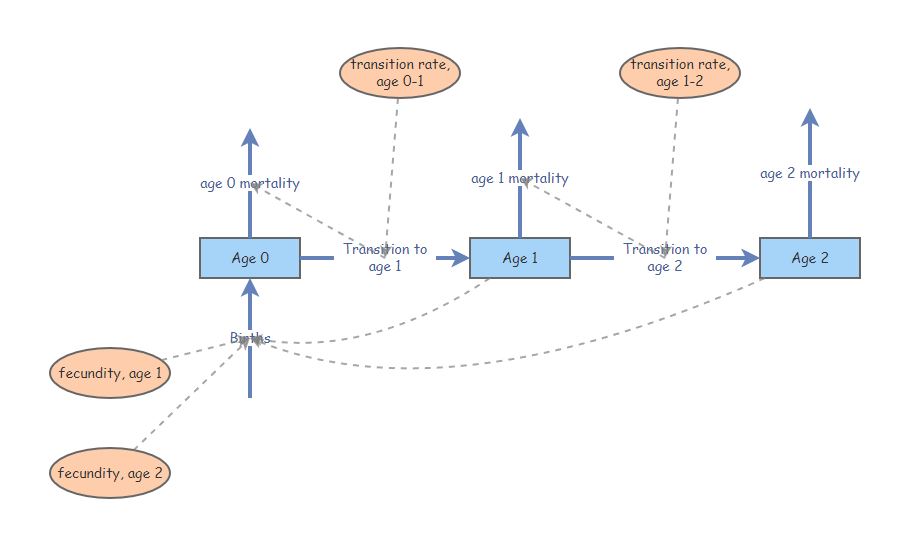 transition rate,
age 0-1
transition rate,
age 1-2
age 0 mortality
age 1 mortality
age 2 mortality
Age 0
Transition to
age 1
Age 1
Transition to
age 2
Age 2
Births
fecundity, age 1
fecundity, age 2